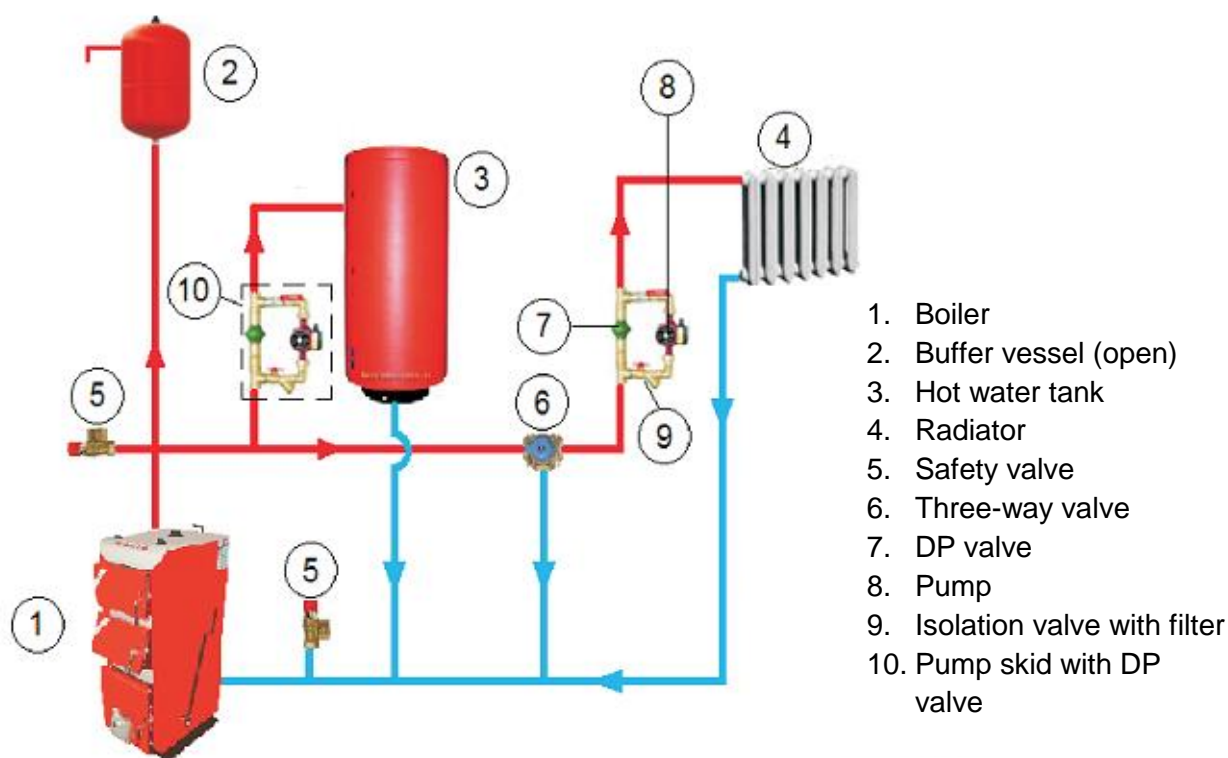 2
8
4
3
10
7
5
6
9
5
1
1. Boiler
2. Buffer vessel (open)
3. Hot water tank
4. Radiator
5. Safety valve
6. Three-way valve
7. DP valve
8. Pump
9. Isolation valve with filter
10. Pump skid with DP
valve